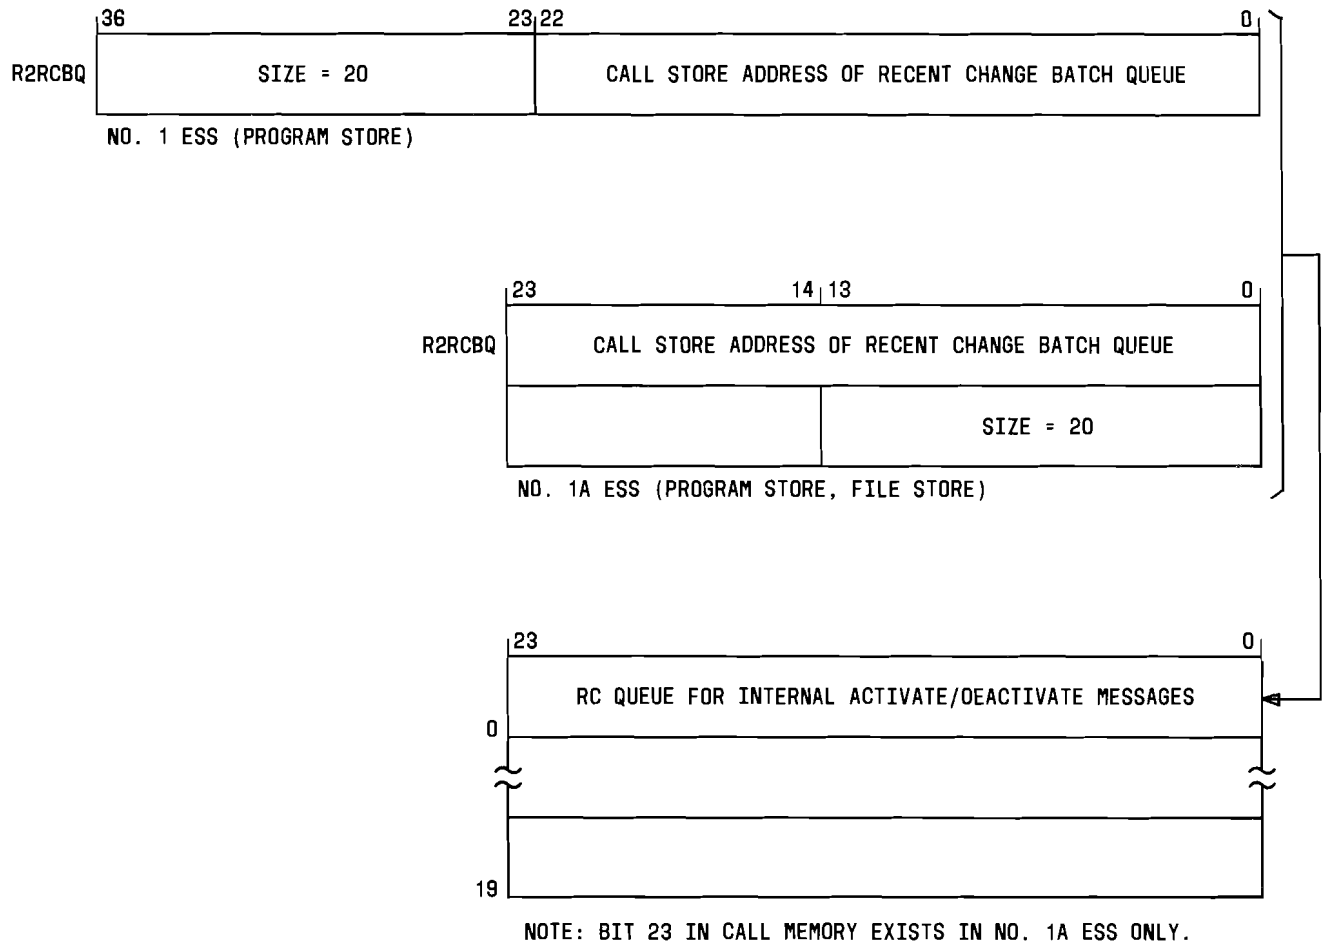 36 23 22 0
R2RCBQ SIZE = 20 CALL STORE ADDRESS OF RECENT CHANGE BATCH QUEUE
NO. 1 ESS (PROGRAM STORE)
23 14 13 0
R2RCBQ CALL STORE ADDRESS OF RECENT CHANGE BATCH QUEUE
SIZE = 20
NO. 1A ESS (PROGRAM STORE, FILE STORE)
23 0
RC QUEUE FOR INTERNAL ACTIVATE/OEACTIVATE MESSAGES
0
19
NOTE: BIT 23 IN CALL MEMORY EXISTS IN NO. 1A ESS ONLY.